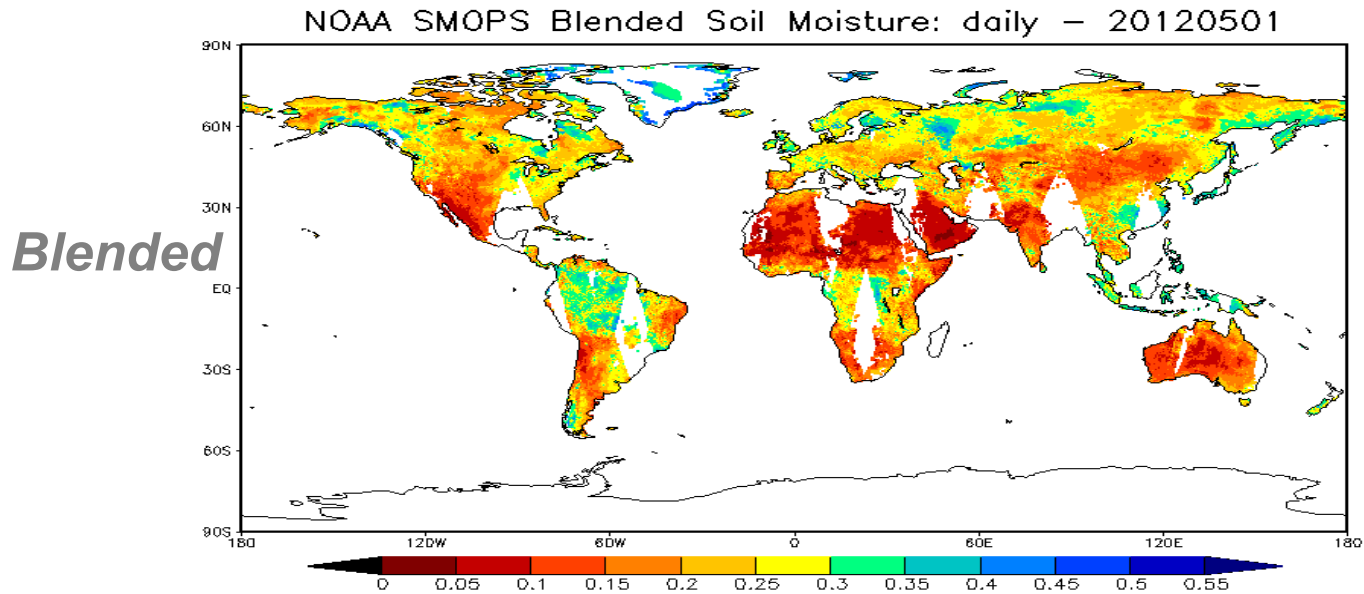 NOAA SMOPS Blended Soil Moisture: daily – 20120501
90N
60N
30N
Blended
EQ
30S
60S
90S
180 120W 60W 0 60E 120E 180
0 0.05 0.1 0.15 0.2 0.25 0.3 0.35 0.4 0.45 0.5 0.55